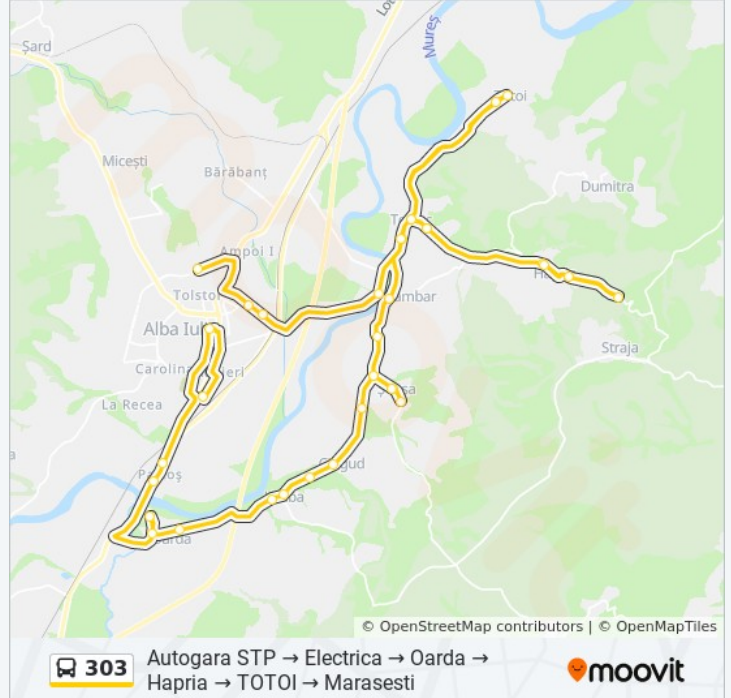 Șard
Mureș
Micești
Bărăbanț
Dumitra
Ampoi I
Tolstoi
Alba Iul
Carolina
La Recea
Straja
© OpenStreetMap contributors | © OpenMapTiles
303
Autogara STP → Electrica → Oarda →
Hapria → TOTOI → Marasesti
moovit